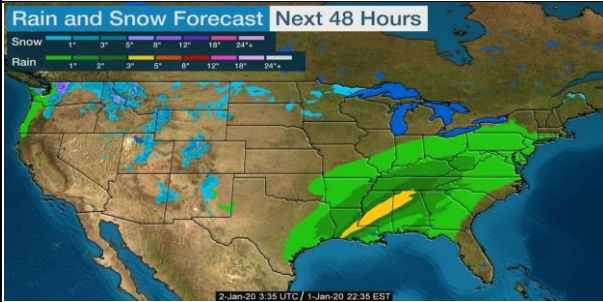 Rain and Snow Forecast Next 48 Hours
Snow 1" 3" 5" 8" 12" 18" 24"+
Rain 1" 2" 3" 5" 8" 12" 18" 24"+
2-Jan-20 3:35 UTC / 1-Jan-20 22:35 EST